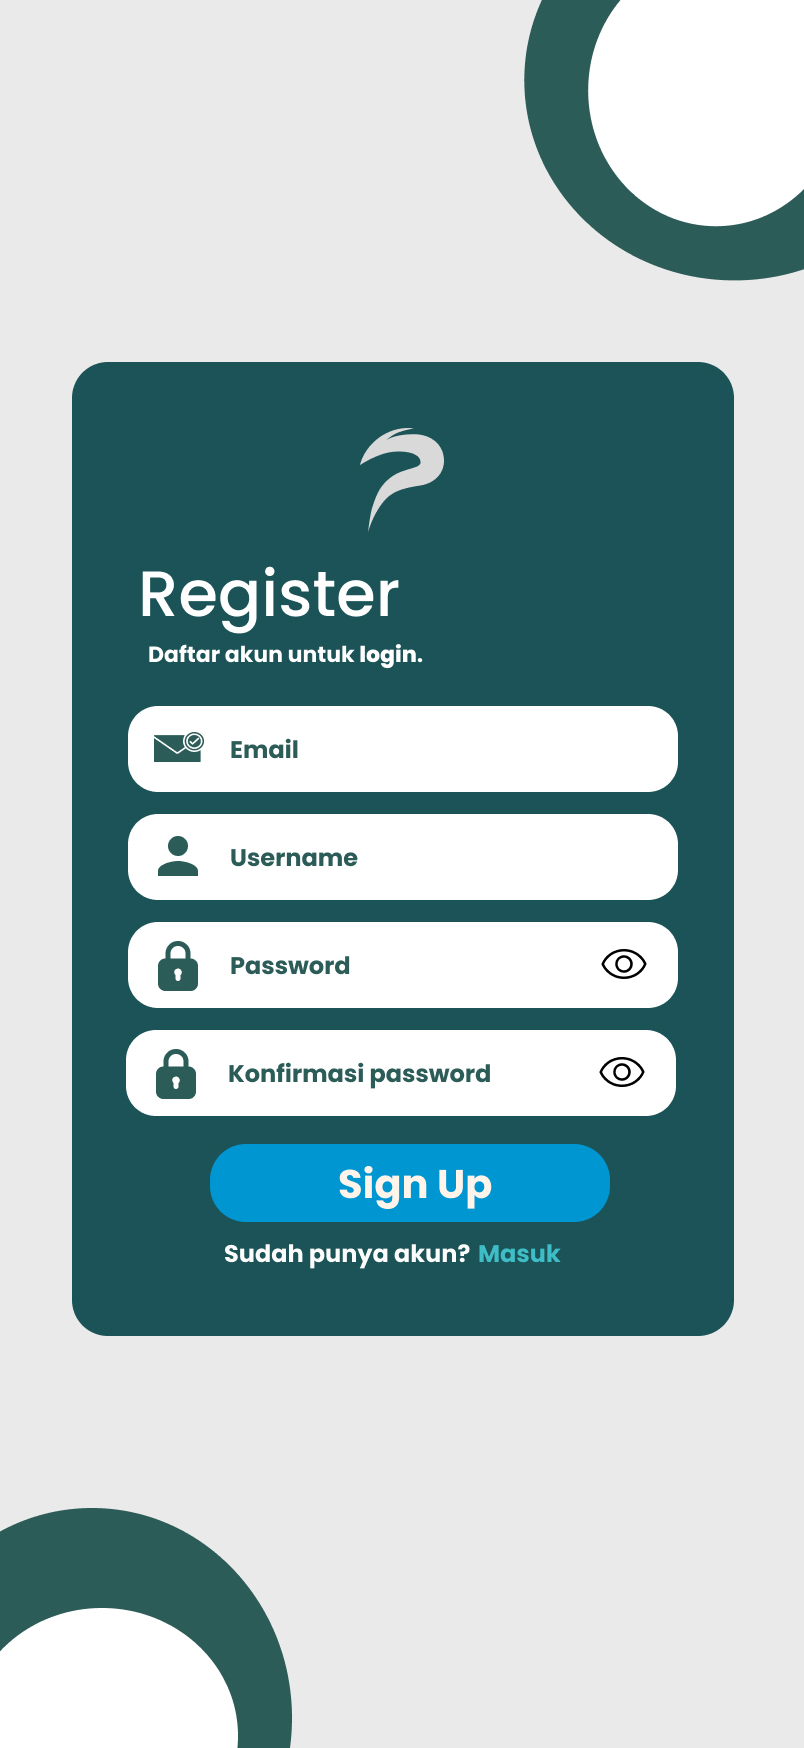 Register
Daftar akun untuk login.
Email
Username
Password
Konfirmasi password
Sign Up
Sudah punya akun? Masuk